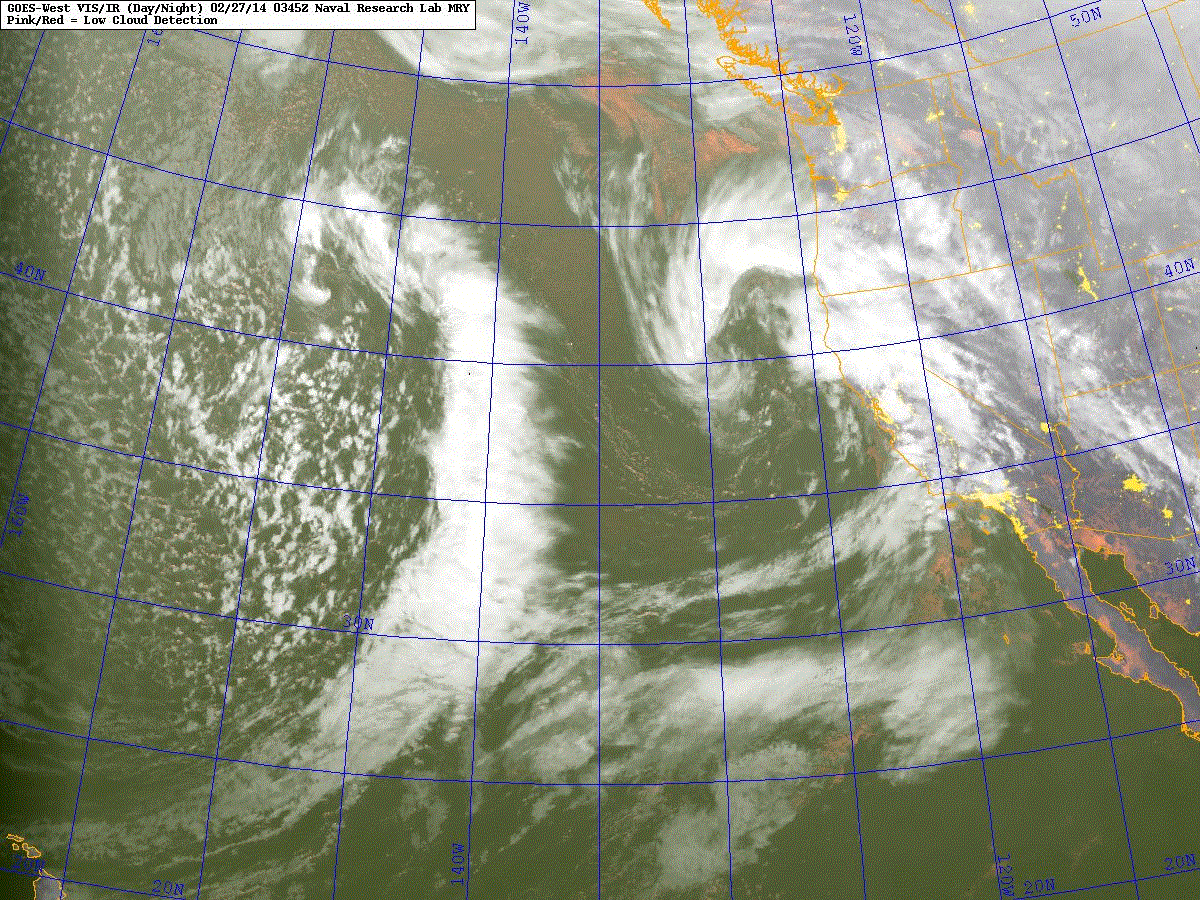 GOES-West VIS/IR (Day/Night) 02/27/14 0345Z Naval Research Lab MRY
Pink/Red = Low Cloud Detection
140W
120W
50N
40N
40N
160W
30N
30N
140W
120W
20N
20N
20N